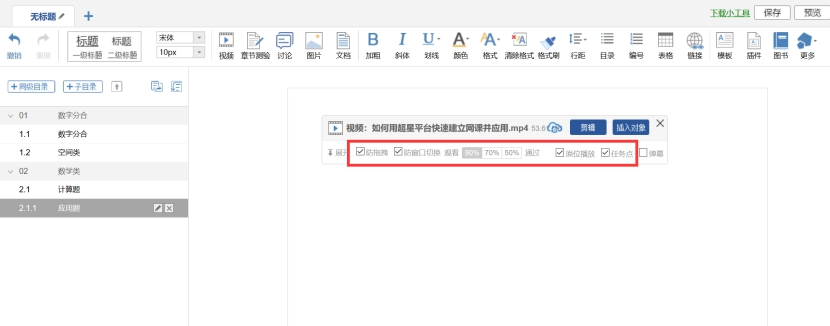 无标题
下载小工具 保存 预览
撤销 重做 标题 一级标题 标题 二级标题 宋体 10px 视频 章节测验 讨论 图片 文档 B 加粗 I 斜体 U 划线 A 颜色 格式 清除格式 格式刷 行距 目录 编号 表格 链接 模板 插件 图书 更多
+同级目录 +子目录
01 数字分合
1.1 数字分合
1.2 空间类
02 数学类
2.1 计算题
2.1.1 应用题
视频：如何用超星平台快速建立网课并应用.mp4 剪辑 插入对象
展开 防拖拽 防窗口切换 观看 90% 70% 50% 通过 原位播放 任务点 弹幕